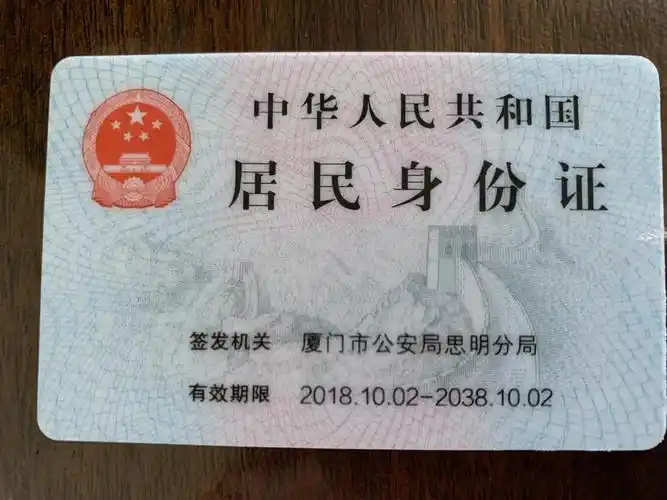 中华人民共和国
居民身份证
签发机关 厦门市公安局思明分局
有效期限 2018.10.02-2038.10.02